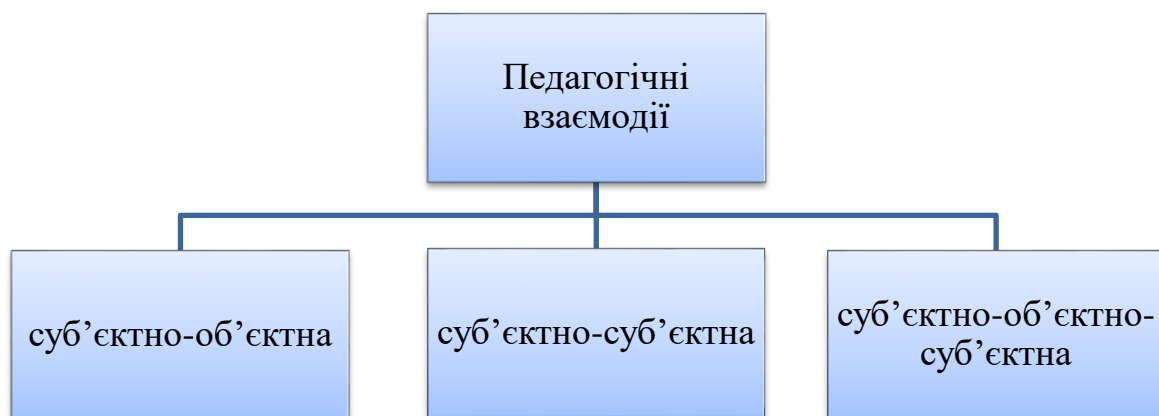 Педагогічні
взаємодії
суб’єктно-об’єктна
суб’єктно-суб’єктна
суб’єктно-об’єктно-
суб’єктна